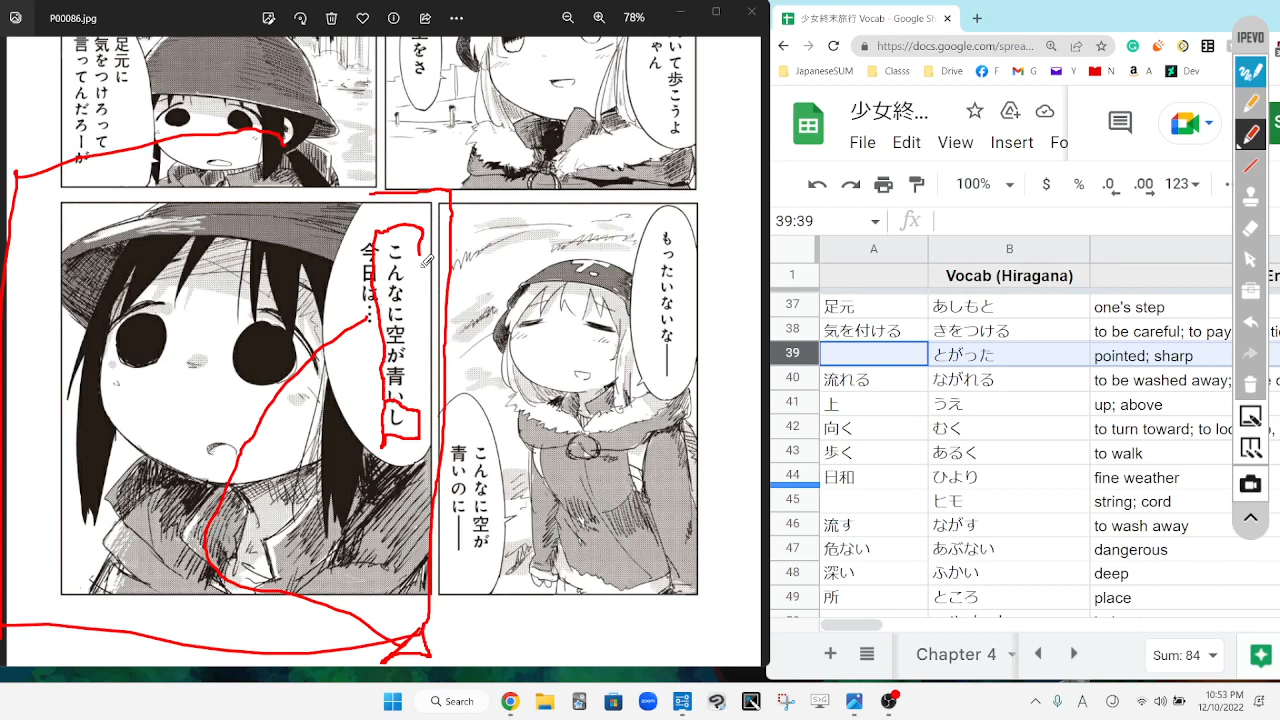 P00086.jpg
78%
いて歩こうよ
ゃん
空をさ
足元に
気をつけろって
言ってんだろーが
もったいないな――
こんなに空が
青いのに――
こんなに空が青いし
今日は…
少女終末旅行 Vocab - Google Sh
https://docs.google.com/sprea...
JapaneseSUM
Classs
Drive
F
G
M
N
A
Dev
少女終...
File
Edit
View
Insert
Fo
100%
$
%
.0
.00
123
39:39
fx
A
B
1
Vocab (Hiragana)
Er
37 足元 あしもと one's step
38 気を付ける きをつける to be careful; to pay
39 とがった pointed; sharp
40 流れる ながれる to be washed away;
41 上 うえ up; above
42 向く むく to turn toward; to loo
43 歩く あるく to walk
44 日和 ひより fine weather
45 ヒモ string; cord
46 流す ながす to wash away
47 危ない あぶない dangerous
48 深い ふかい deep
49 所 ところ place
Chapter 4
Sum: 84
IPEVO
Search
zoom
A
10:53 PM
12/10/2022